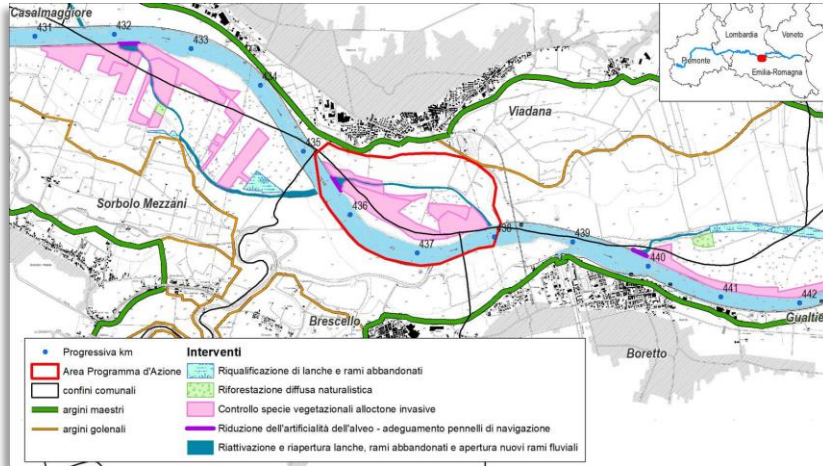 Casalmaggiore
431
432
433
434
435
436
437
438
439
440
441
442
Lombardia
Veneto
Piemonte
Emilia-Romagna
Viadana
Sorbolo Mezzani
Brescello
Boretto
Progressiva km
Area Programma d'Azione
confini comunali
argini maestri
argini golenali
Interventi
Riqualificazione di lanche e rami abbandonati
Riforestazione diffusa naturalistica
Controllo specie vegetazionali alloctone invasive
Riduzione dell'artificialità dell'alveo - adeguamento pennelli di navigazione
Riattivazione e riapertura lanche, rami abbandonati e apertura nuovi rami fluviali